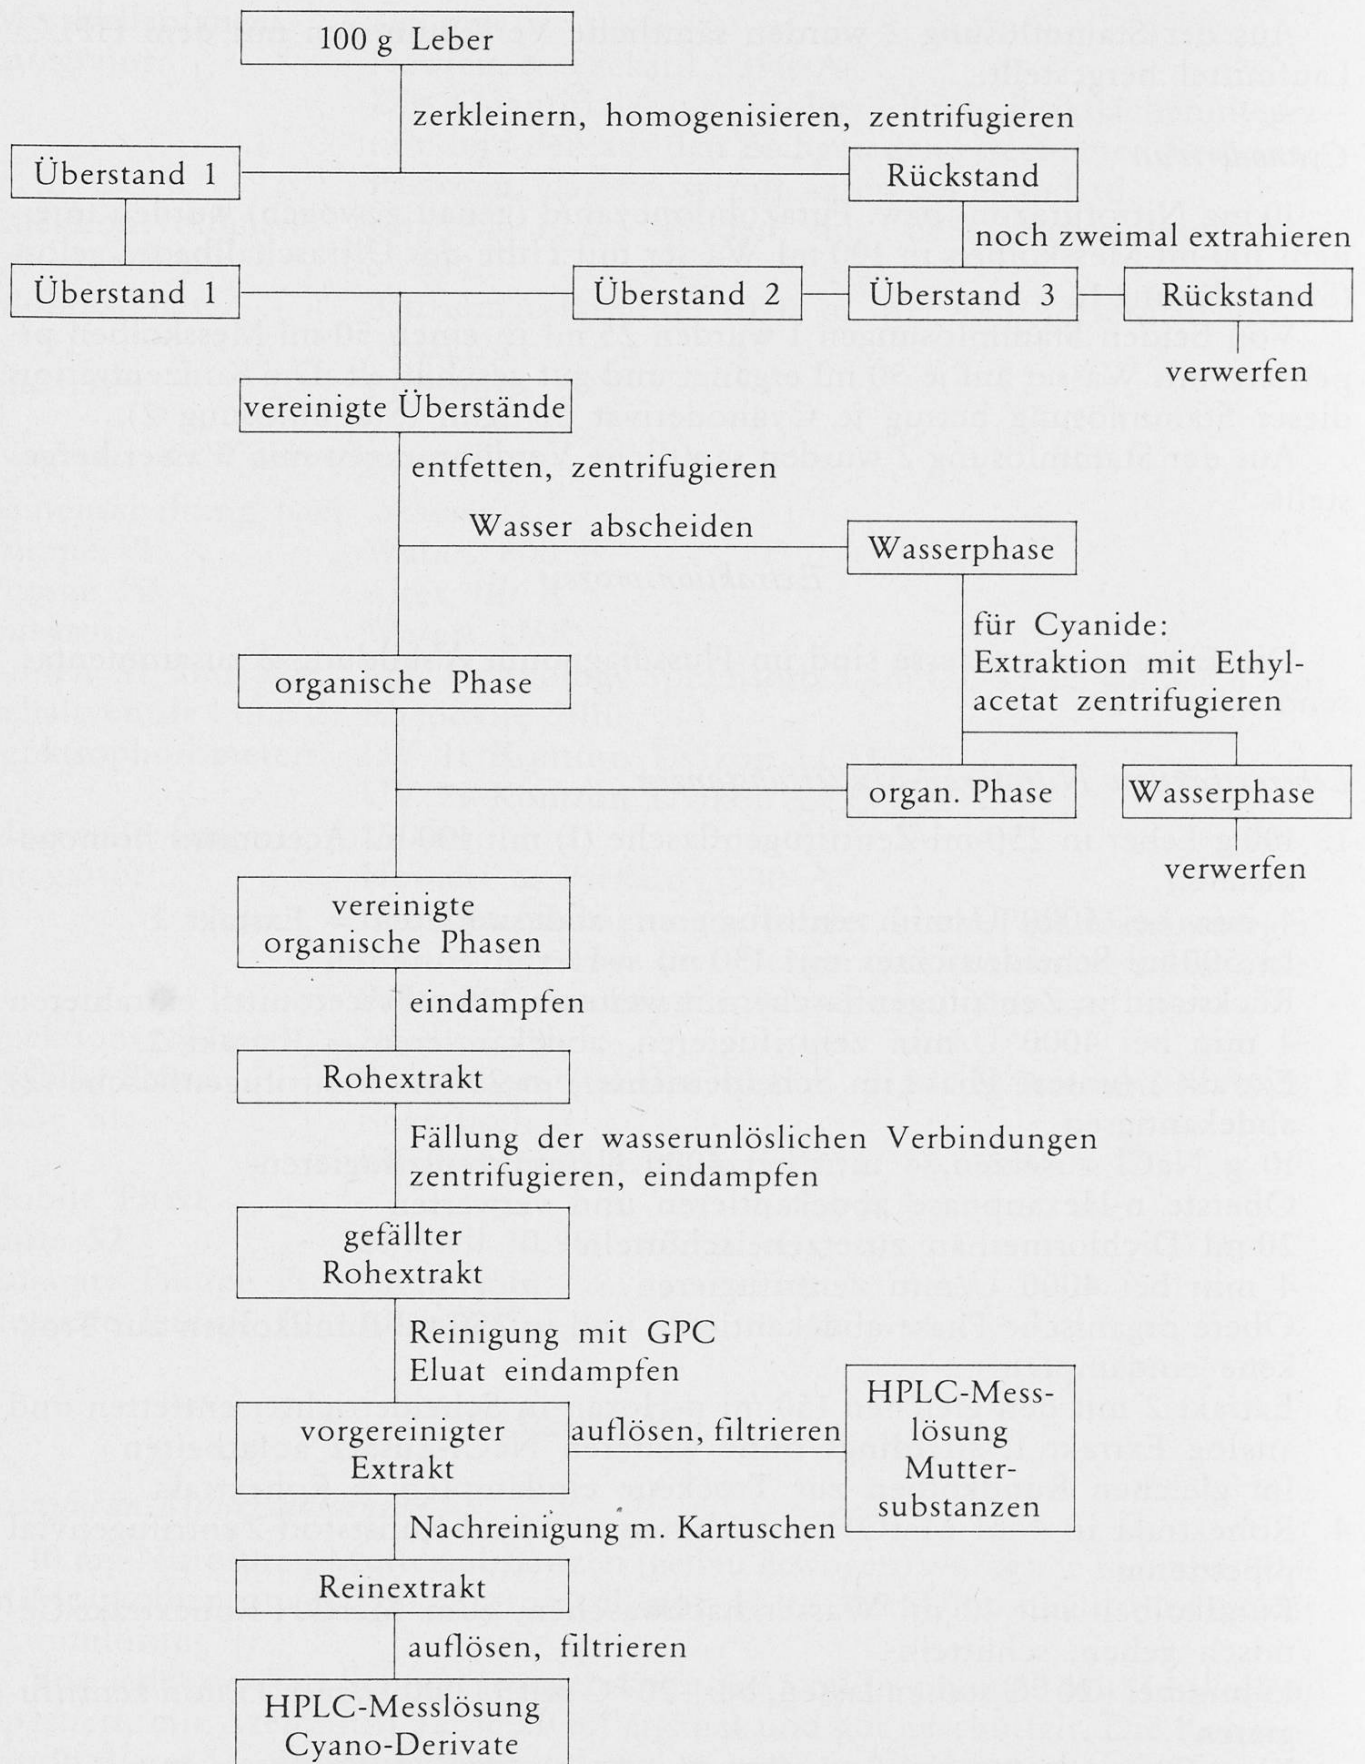 100 g Leber
zerkleinern, homogenisieren, zentrifugieren
Überstand 1
Rückstand
noch zweimal extrahieren
Überstand 1
Überstand 2
Überstand 3
Rückstand
verwerfen
vereinigte Überstände
entfetten, zentrifugieren
Wasser abscheiden
Wasserphase
für Cyanide:
Extraktion mit Ethyl-
acetat zentrifugieren
organische Phase
organ. Phase
Wasserphase
verwerfen
vereinigte
organische Phasen
eindampfen
Rohextrakt
Fällung der wasserunlöslichen Verbindungen
zentrifugieren, eindampfen
gefällter
Rohextrakt
Reinigung mit GPC
Eluat eindampfen
vorgereinigter
Extrakt
auflösen, filtrieren
HPLC-Mess-
lösung
Mutter-
substanzen
Nachreinigung m. Kartuschen
Reinextrakt
auflösen, filtrieren
HPLC-Messlösung
Cyano-Derivate